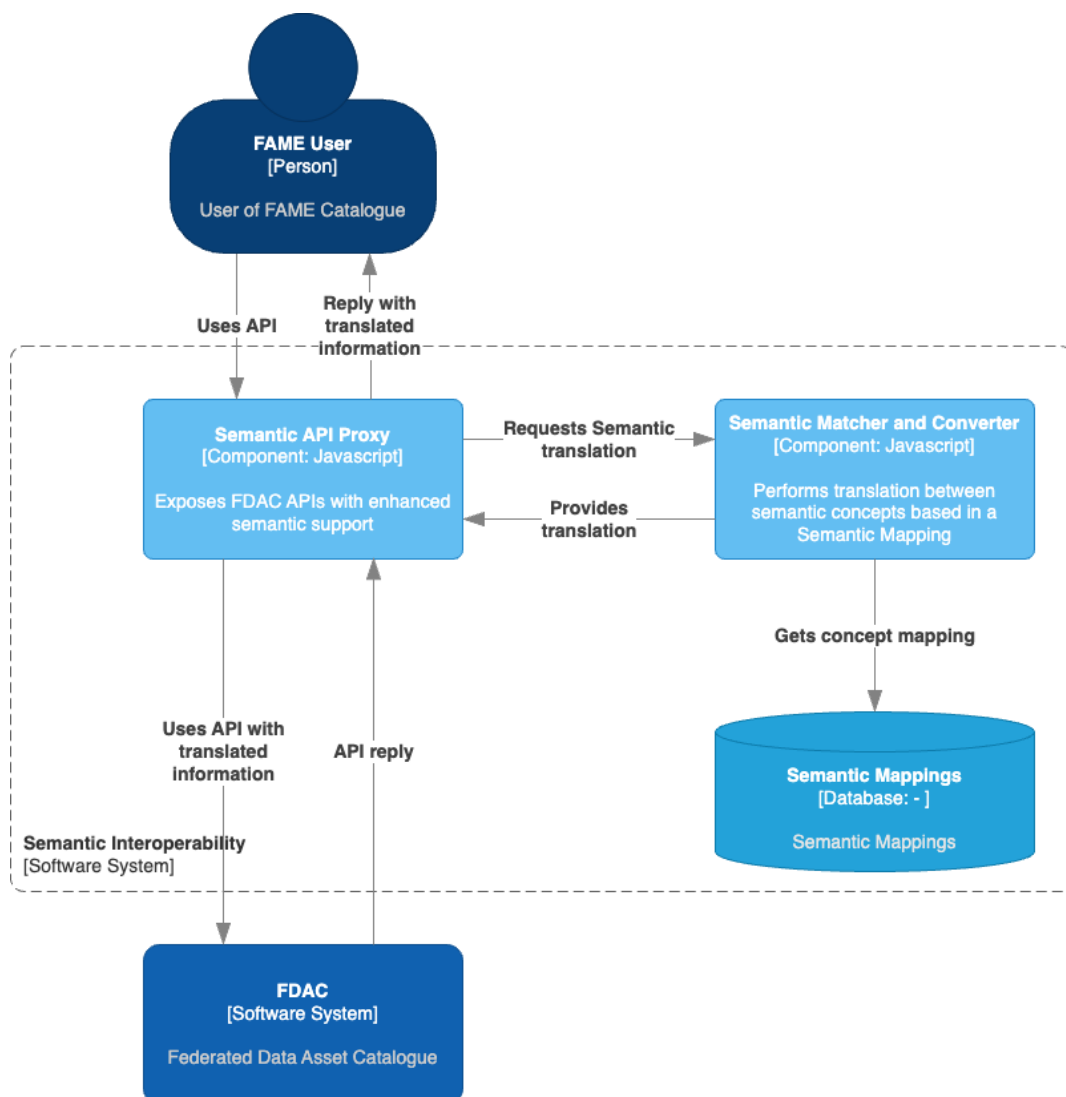 FAME User
[Person]
User of FAME Catalogue
Uses API
Reply with
translated
information
Semantic API Proxy
[Component: Javascript]
Exposes FDAC APIs with enhanced
semantic support
Requests Semantic
translation
Provides
translation
Semantic Matcher and Converter
[Component: Javascript]
Performs translation between
semantic concepts based in a
Semantic Mapping
Gets concept mapping
Uses API with
translated
information
API reply
Semantic Mappings
[Database: - ]
Semantic Mappings
Semantic Interoperability
[Software System]
FDAC
[Software System]
Federated Data Asset Catalogue